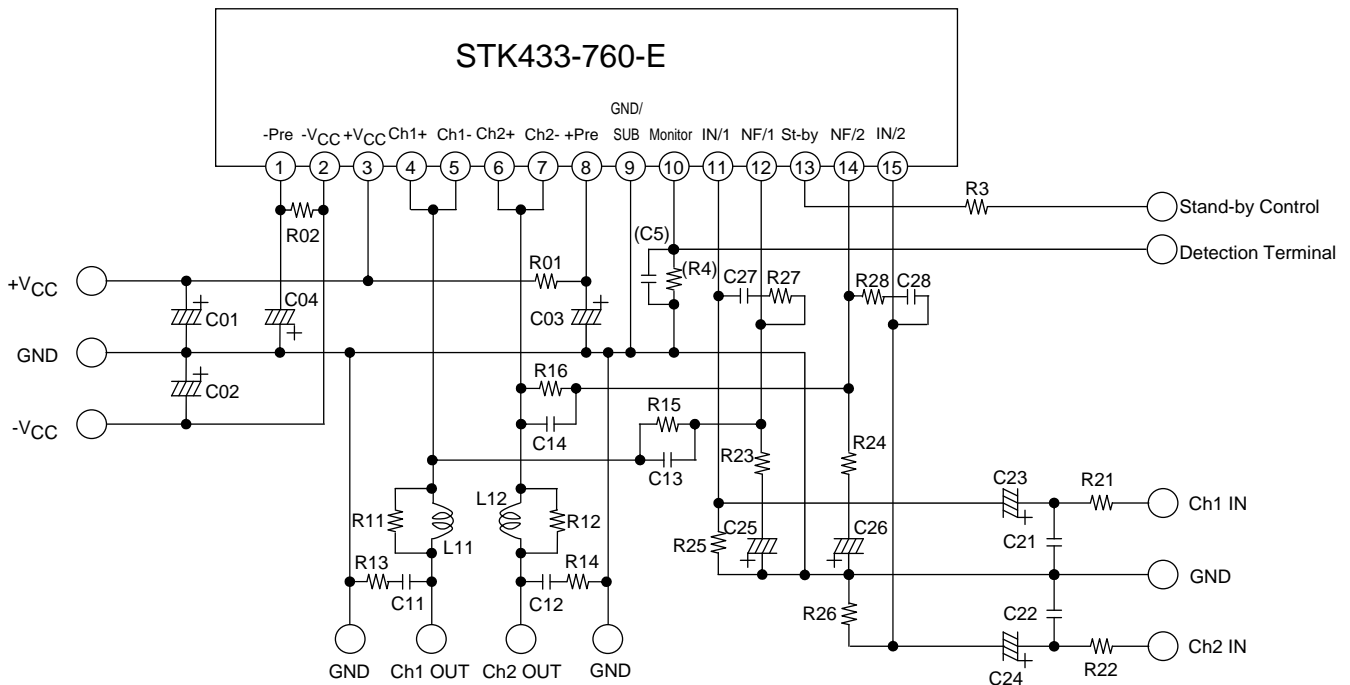 STK433-760-E
GND/
-Pre -VCC +VCC Ch1+ Ch1- Ch2+ Ch2- +Pre SUB Monitor IN/1 NF/1 St-by NF/2 IN/2
1 2 3 4 5 6 7 8 9 10 11 12 13 14 15
R3
Stand-by Control
R02
(C5)
Detection Terminal
R01
(R4)
C27 R27
R28 C28
+VCC
C04
C01
C03
GND
R16
C02
R15
-VCC
C14
R23
R24
C13
C23
R21
L12
Ch1 IN
R11
R12
C25
C26
L11
R25
C21
R13
R14
GND
C11
C12
R26
C22
Ch2 IN
GND Ch1 OUT Ch2 OUT GND
C24
R22